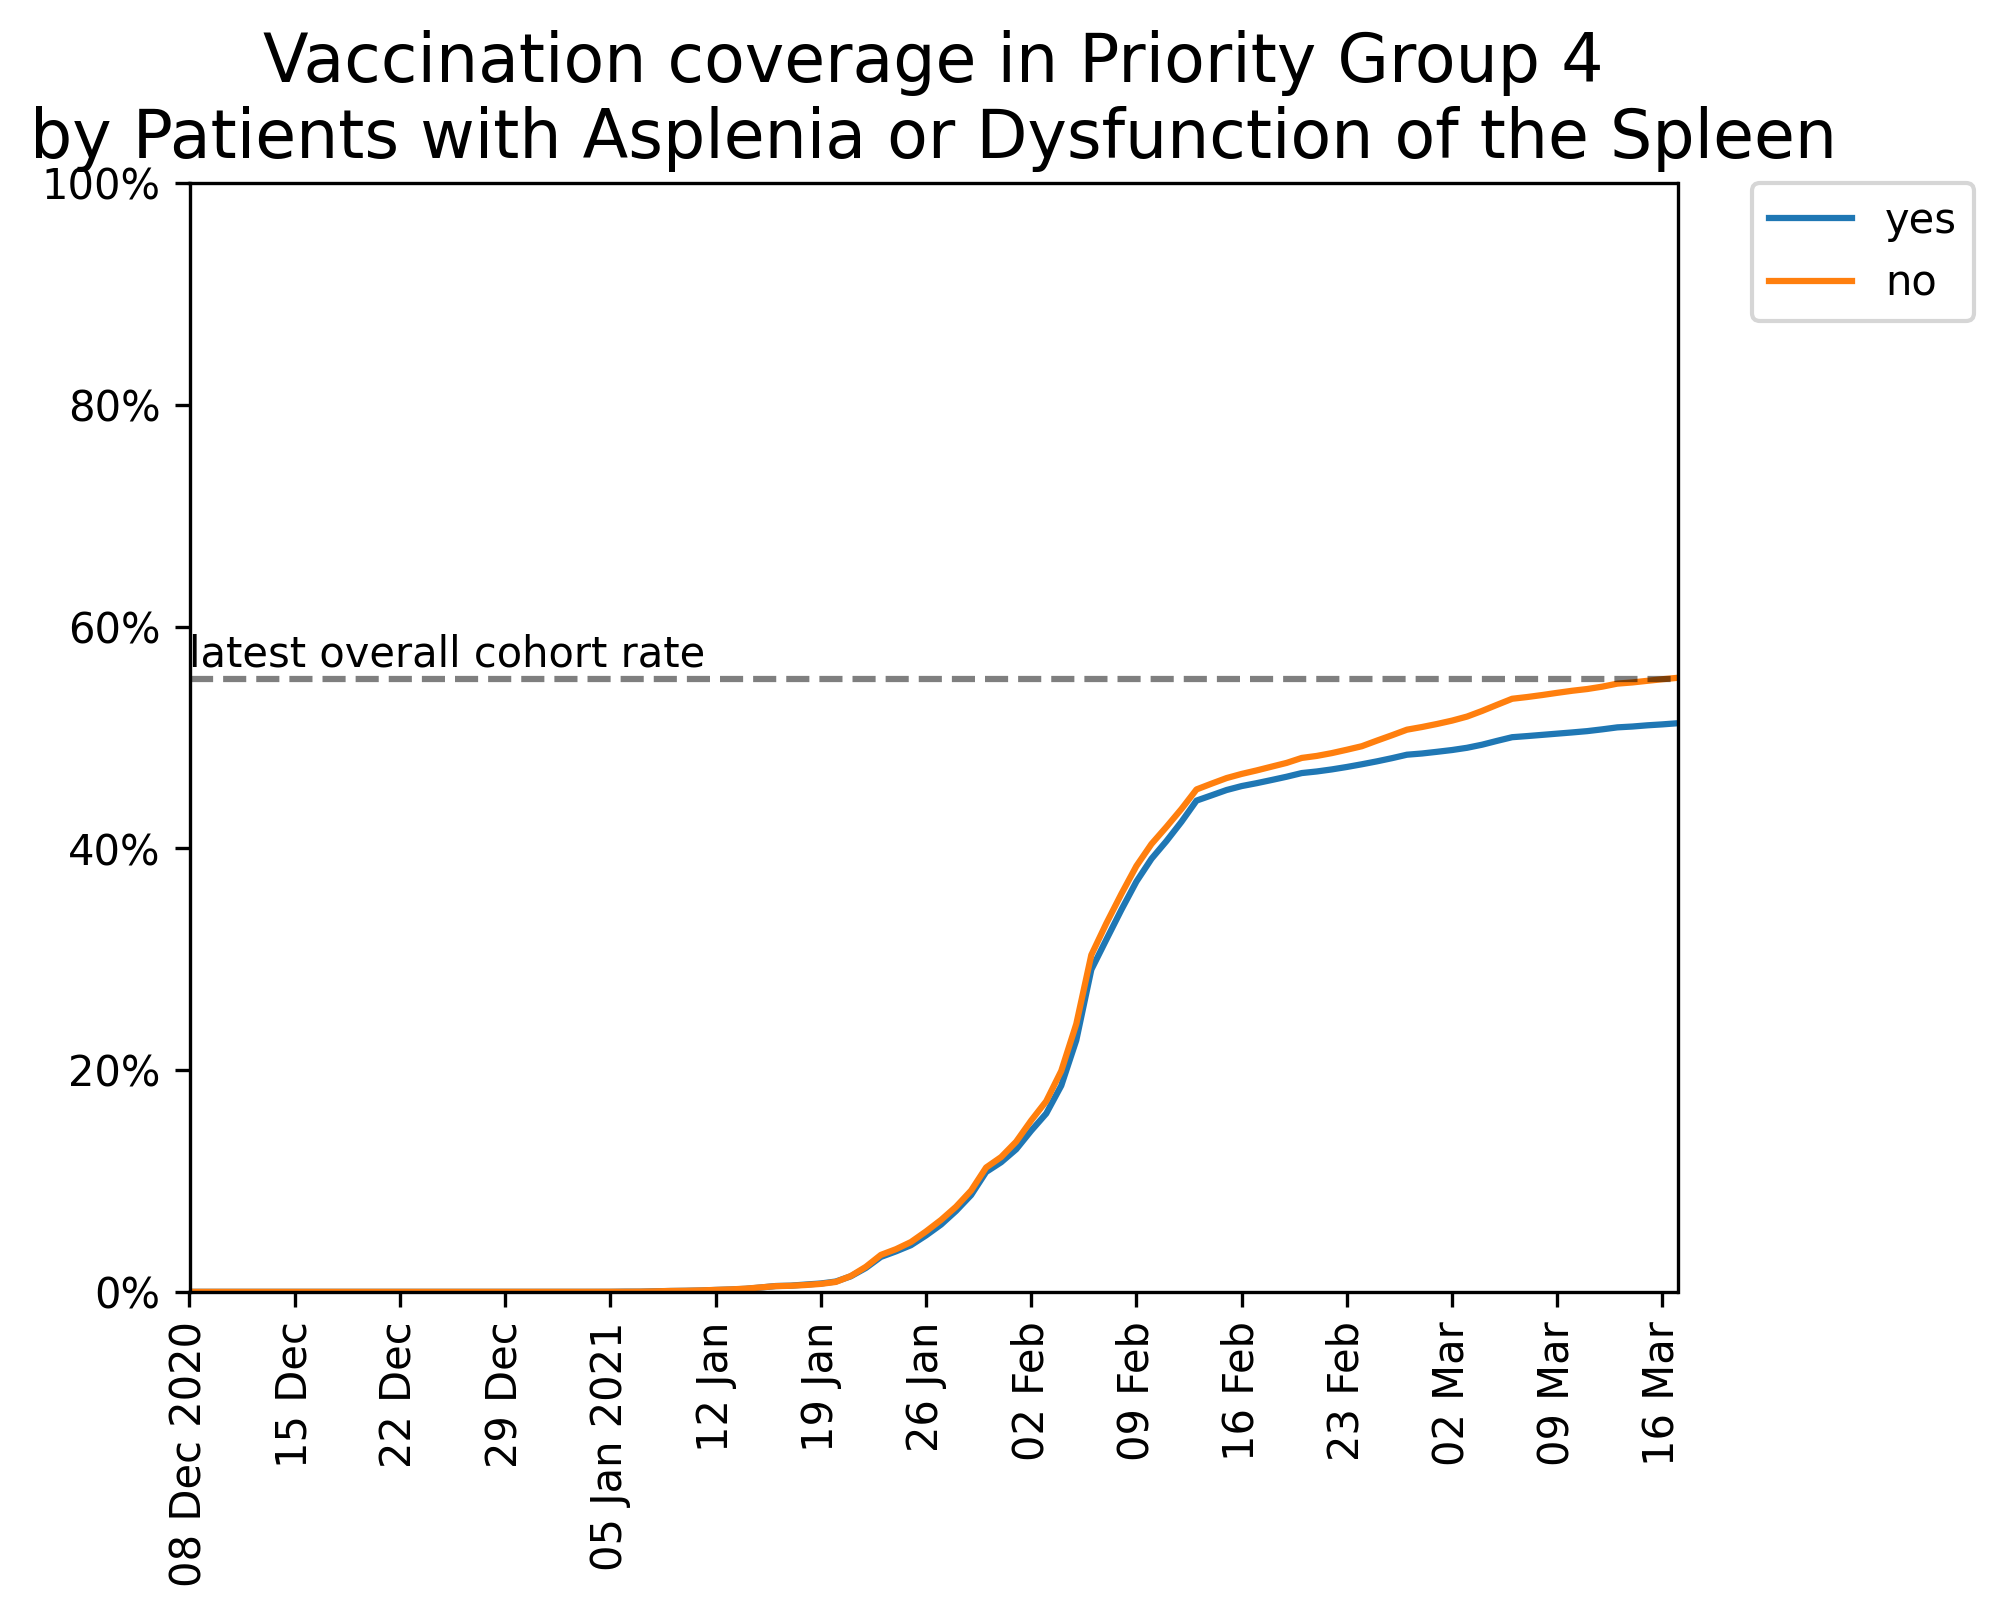 Vaccination coverage in Priority Group 4
by Patients with Asplenia or Dysfunction of the Spleen
100%
80%
60%
40%
20%
0%
latest overall cohort rate
yes
no
08 Dec 2020
15 Dec
22 Dec
29 Dec
05 Jan 2021
12 Jan
19 Jan
26 Jan
02 Feb
09 Feb
16 Feb
23 Feb
02 Mar
09 Mar
16 Mar